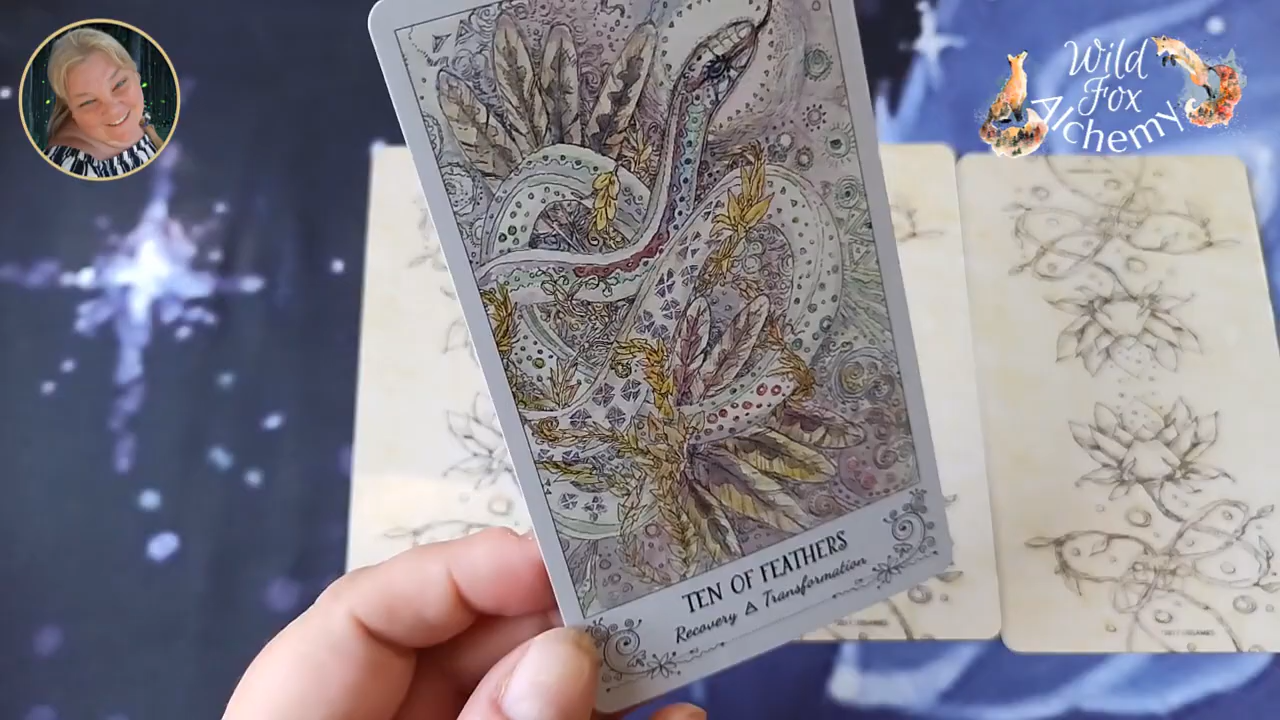 Wild
Fox
Alchemy
TEN OF FEATHERS
Recovery △ Transformation